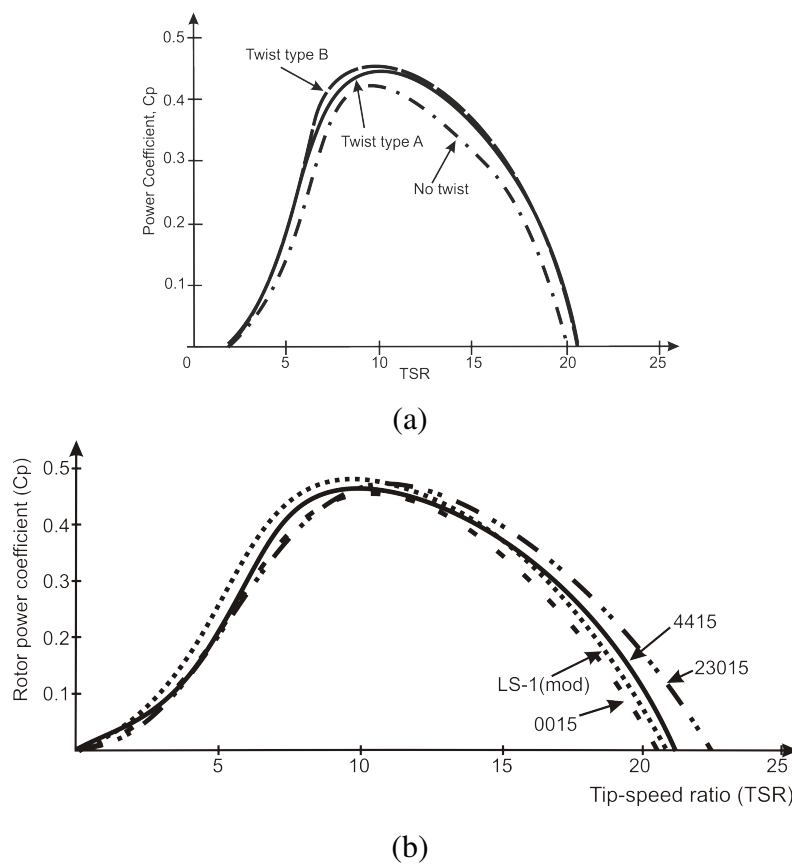 0.5
Twist type B
0.4
Power Coefficient, Cp
Twist type A
0.3
No twist
0.2
0.1
0 5 10 15 20 25
TSR
(a)
0.5
Rotor power coefficient (Cp)
0.4
0.3
0.2
4415
23015
LS-1(mod)
0.1
0015
5 10 15 20 25
Tip-speed ratio (TSR)
(b)